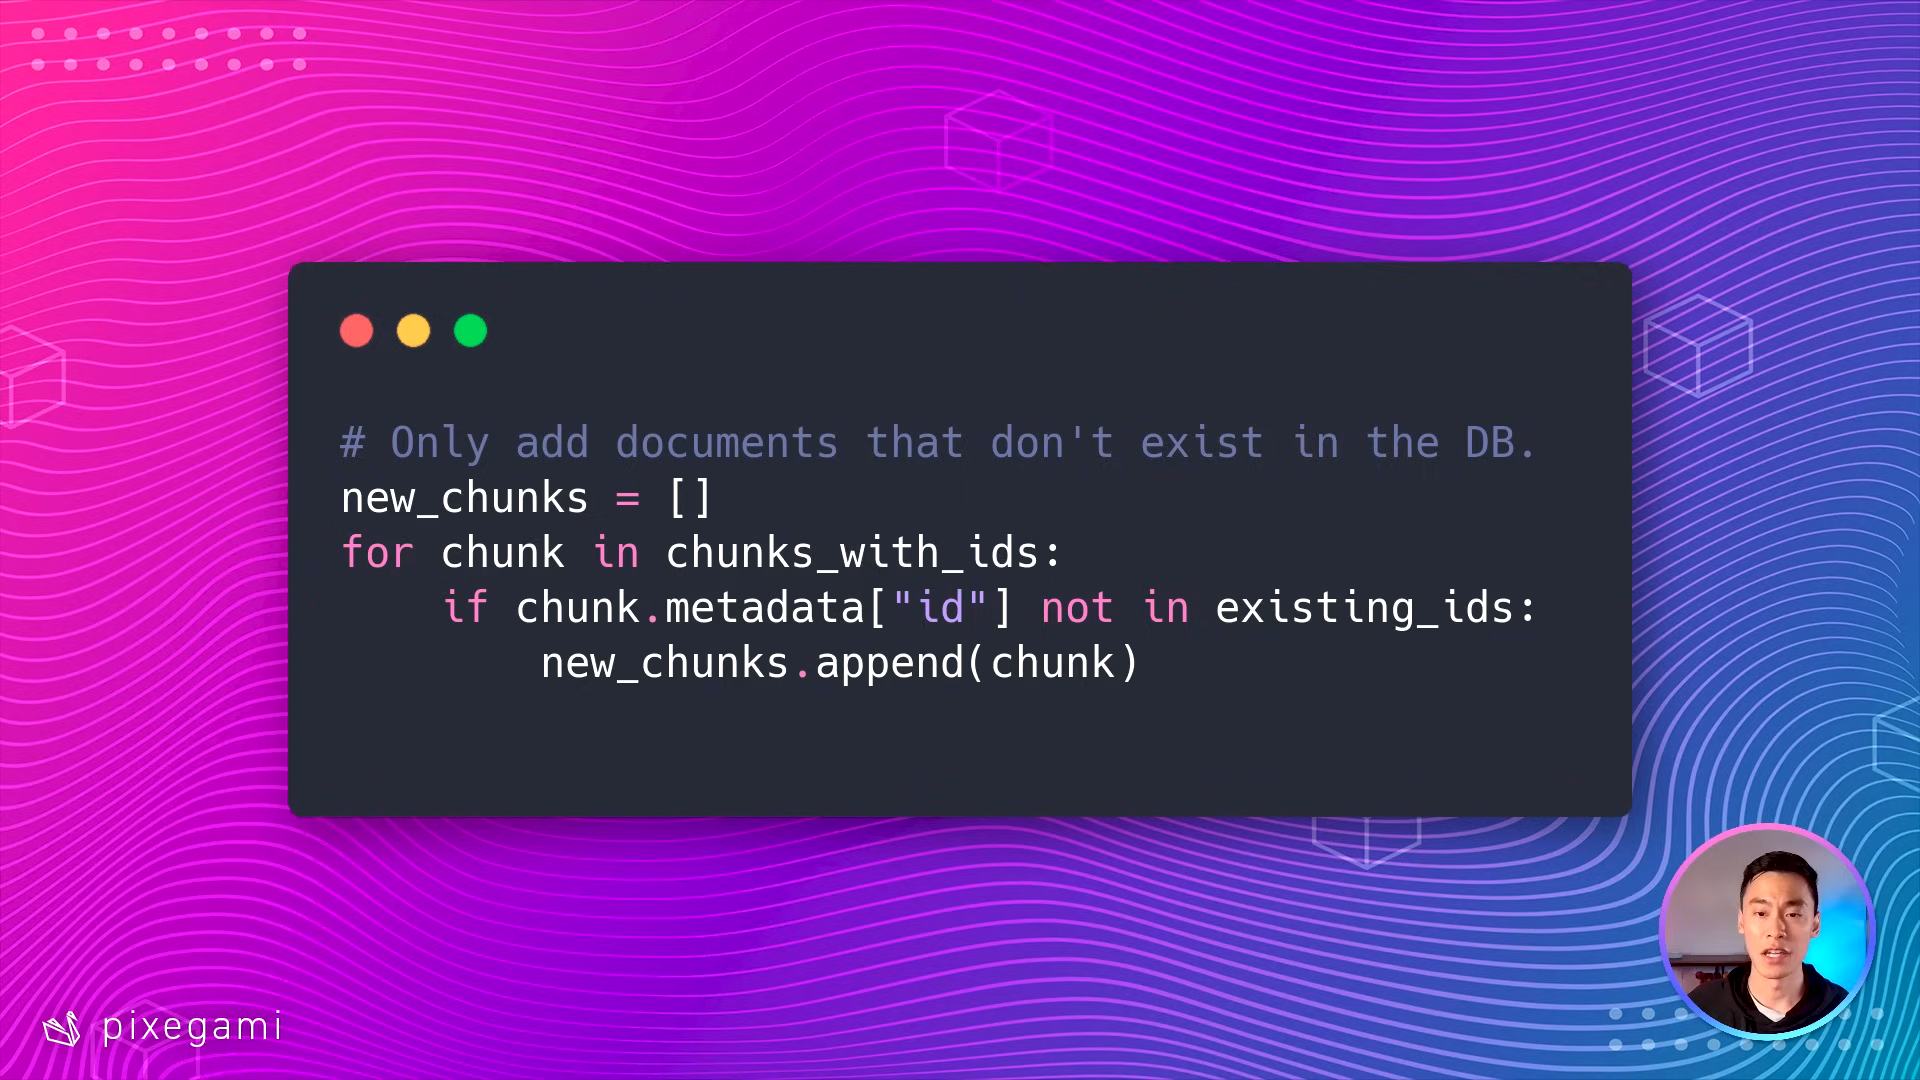 # Only add documents that don't exist in the DB.
new_chunks = []
for chunk in chunks_with_ids:
    if chunk.metadata["id"] not in existing_ids:
        new_chunks.append(chunk)
pixegami